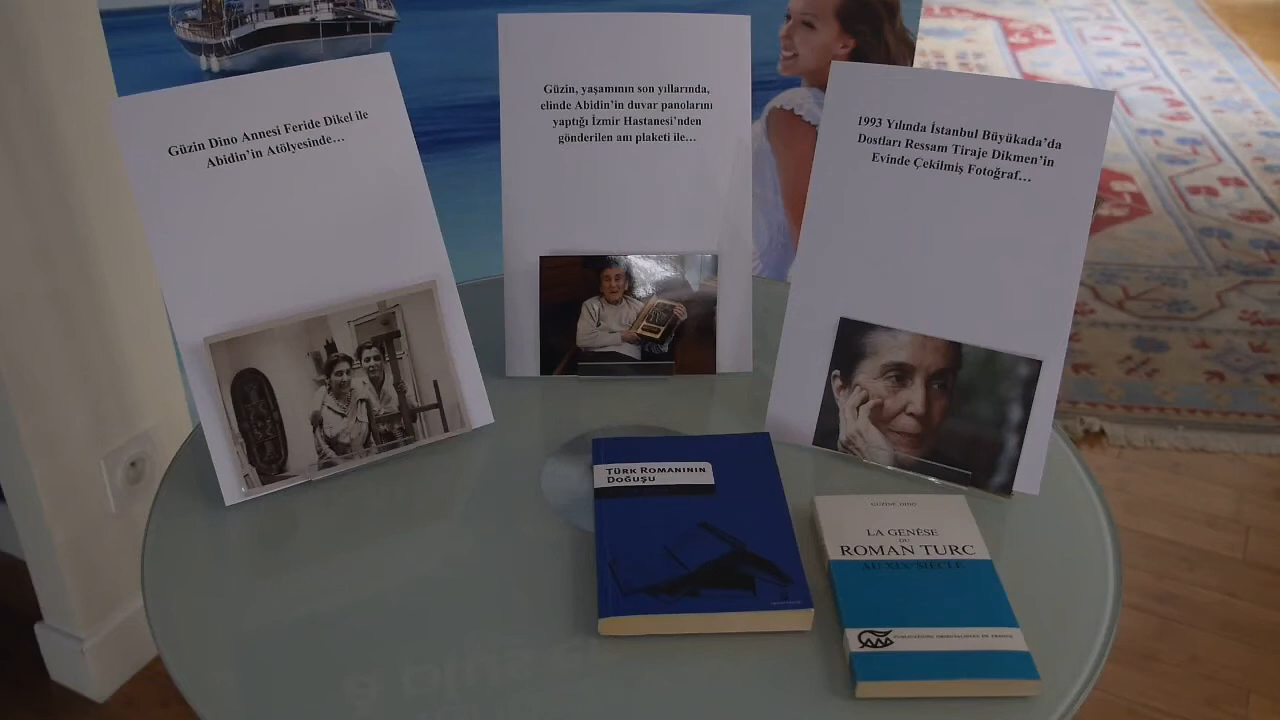 Güzin Dino Annesi Feride Dikel ile
Abidin'in Atölyesinde…
Güzin, yaşamının son yıllarında,
elinde Abidin'in duvar panolarını
yaptığı İzmir Hastanesi'nden
gönderilen anı plaketi ile…
1993 Yılında İstanbul Büyükada'da
Dostları Ressam Tiraje Dikmen'in
Evinde Çekilmiş Fotoğraf…
TÜRK ROMANININ
DOĞUŞU
GUZINE DINO
LA GENÈSE
DU
ROMAN TURC
AU XIXe SIÈCLE
PUBLICATIONS ORIENTALISTES DE FRANCE